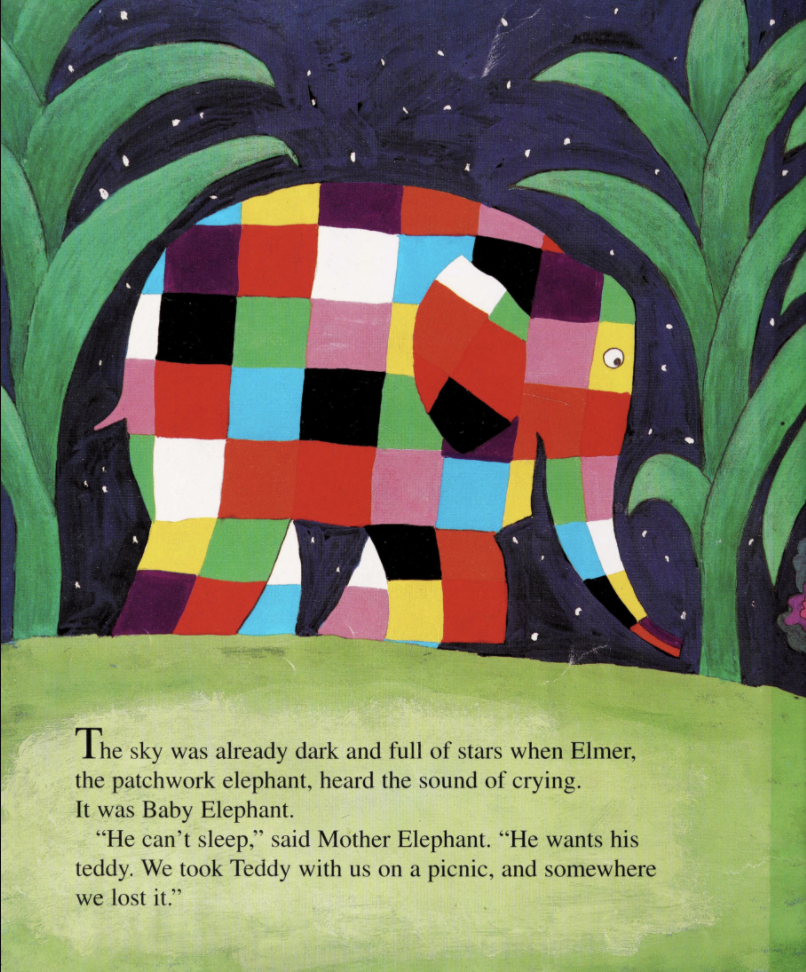 The sky was already dark and full of stars when Elmer,
the patchwork elephant, heard the sound of crying.
It was Baby Elephant.
“He can’t sleep,” said Mother Elephant. “He wants his
teddy. We took Teddy with us on a picnic, and somewhere
we lost it.”